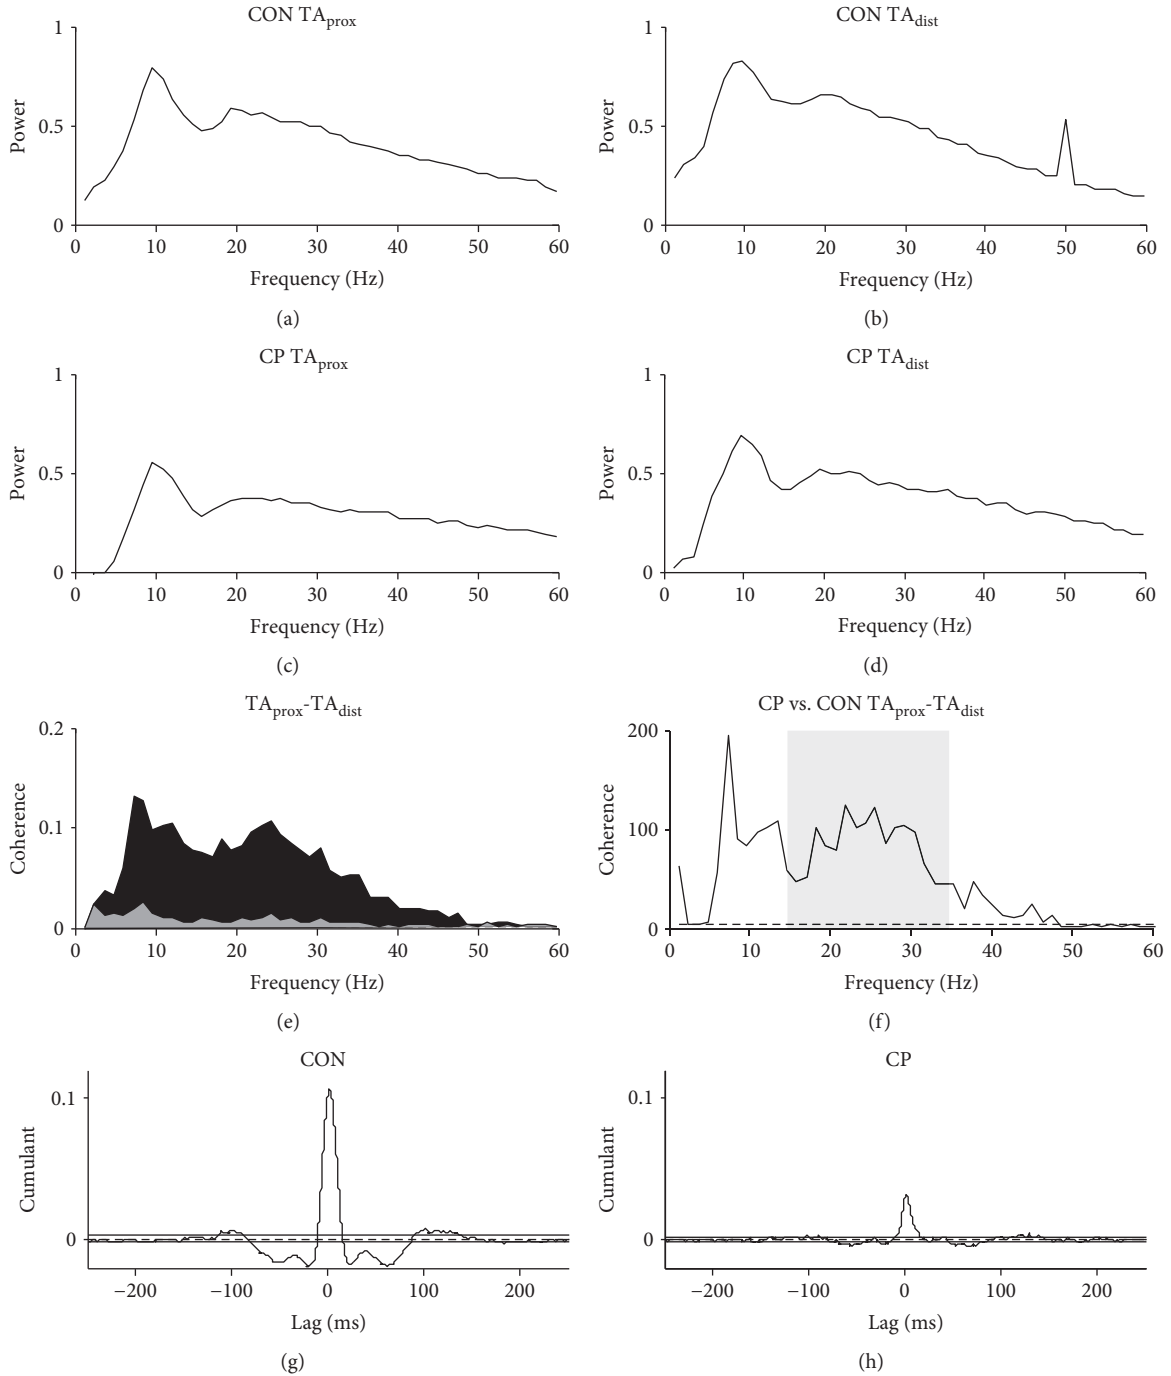 CON TAprox
CON TAdist
1
0.5
0
Power
0 10 20 30 40 50 60
Frequency (Hz)
(a)
1
0.5
0
Power
0 10 20 30 40 50 60
Frequency (Hz)
(b)
CP TAprox
CP TAdist
1
0.5
0
Power
0 10 20 30 40 50 60
Frequency (Hz)
(c)
1
0.5
0
Power
0 10 20 30 40 50 60
Frequency (Hz)
(d)
TAprox-TAdist
CP vs. CON TAprox-TAdist
0.2
0.1
0
Coherence
0 10 20 30 40 50 60
Frequency (Hz)
(e)
200
100
0
Coherence
0 10 20 30 40 50 60
Frequency (Hz)
(f)
CON
CP
0.1
0
Cumulant
−200 −100 0 100 200
Lag (ms)
(g)
0.1
0
Cumulant
−200 −100 0 100 200
Lag (ms)
(h)